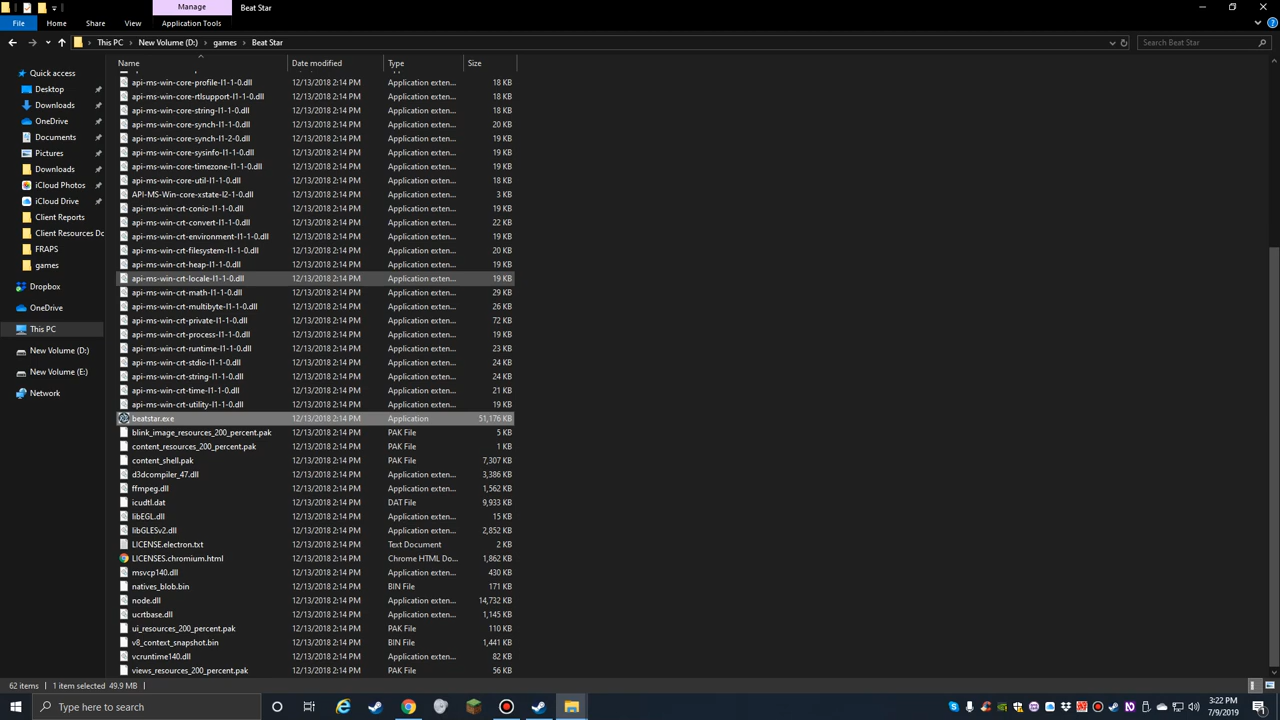 Manage
Beat Star
File
Home
Share
View
Application Tools
This PC
New Volume (D:)
games
Beat Star
Search Beat Star
Name
Date modified
Type
Size
Quick access
Desktop
Downloads
OneDrive
Documents
Pictures
Downloads
iCloud Photos
iCloud Drive
Client Reports
Client Resources Do
FRAPS
games
Dropbox
OneDrive
This PC
New Volume (D:)
New Volume (E:)
Network
api-ms-win-core-profile-l1-1-0.dll 12/13/2018 2:14 PM Application exten... 18 KB
api-ms-win-core-rtlsupport-l1-1-0.dll 12/13/2018 2:14 PM Application exten... 18 KB
api-ms-win-core-string-l1-1-0.dll 12/13/2018 2:14 PM Application exten... 18 KB
api-ms-win-core-synch-l1-1-0.dll 12/13/2018 2:14 PM Application exten... 20 KB
api-ms-win-core-synch-l1-2-0.dll 12/13/2018 2:14 PM Application exten... 19 KB
api-ms-win-core-sysinfo-l1-1-0.dll 12/13/2018 2:14 PM Application exten... 19 KB
api-ms-win-core-timezone-l1-1-0.dll 12/13/2018 2:14 PM Application exten... 19 KB
api-ms-win-core-util-l1-1-0.dll 12/13/2018 2:14 PM Application exten... 18 KB
API-MS-Win-core-xstate-l2-1-0.dll 12/13/2018 2:14 PM Application exten... 3 KB
api-ms-win-crt-conio-l1-1-0.dll 12/13/2018 2:14 PM Application exten... 19 KB
api-ms-win-crt-convert-l1-1-0.dll 12/13/2018 2:14 PM Application exten... 22 KB
api-ms-win-crt-environment-l1-1-0.dll 12/13/2018 2:14 PM Application exten... 19 KB
api-ms-win-crt-filesystem-l1-1-0.dll 12/13/2018 2:14 PM Application exten... 20 KB
api-ms-win-crt-heap-l1-1-0.dll 12/13/2018 2:14 PM Application exten... 19 KB
api-ms-win-crt-locale-l1-1-0.dll 12/13/2018 2:14 PM Application exten... 19 KB
api-ms-win-crt-math-l1-1-0.dll 12/13/2018 2:14 PM Application exten... 29 KB
api-ms-win-crt-multibyte-l1-1-0.dll 12/13/2018 2:14 PM Application exten... 26 KB
api-ms-win-crt-private-l1-1-0.dll 12/13/2018 2:14 PM Application exten... 72 KB
api-ms-win-crt-process-l1-1-0.dll 12/13/2018 2:14 PM Application exten... 19 KB
api-ms-win-crt-runtime-l1-1-0.dll 12/13/2018 2:14 PM Application exten... 23 KB
api-ms-win-crt-stdio-l1-1-0.dll 12/13/2018 2:14 PM Application exten... 24 KB
api-ms-win-crt-string-l1-1-0.dll 12/13/2018 2:14 PM Application exten... 24 KB
api-ms-win-crt-time-l1-1-0.dll 12/13/2018 2:14 PM Application exten... 21 KB
api-ms-win-crt-utility-l1-1-0.dll 12/13/2018 2:14 PM Application exten... 19 KB
beatstar.exe 12/13/2018 2:14 PM Application 51,176 KB
blink_image_resources_200_percent.pak 12/13/2018 2:14 PM PAK File 5 KB
content_resources_200_percent.pak 12/13/2018 2:14 PM PAK File 1 KB
content_shell.pak 12/13/2018 2:14 PM PAK File 7,307 KB
d3dcompiler_47.dll 12/13/2018 2:14 PM Application exten... 3,386 KB
ffmpeg.dll 12/13/2018 2:14 PM Application exten... 1,562 KB
icudtl.dat 12/13/2018 2:14 PM DAT File 9,933 KB
libEGL.dll 12/13/2018 2:14 PM Application exten... 15 KB
libGLESv2.dll 12/13/2018 2:14 PM Application exten... 2,852 KB
LICENSE.electron.txt 12/13/2018 2:14 PM Text Document 2 KB
LICENSES.chromium.html 12/13/2018 2:14 PM Chrome HTML Do... 1,862 KB
msvcp140.dll 12/13/2018 2:14 PM Application exten... 430 KB
natives_blob.bin 12/13/2018 2:14 PM BIN File 171 KB
node.dll 12/13/2018 2:14 PM Application exten... 14,732 KB
ucrtbase.dll 12/13/2018 2:14 PM Application exten... 1,145 KB
ui_resources_200_percent.pak 12/13/2018 2:14 PM PAK File 110 KB
v8_context_snapshot.bin 12/13/2018 2:14 PM BIN File 1,441 KB
vcruntime140.dll 12/13/2018 2:14 PM Application exten... 82 KB
views_resources_200_percent.pak 12/13/2018 2:14 PM PAK File 56 KB
62 items
1 item selected 49.9 MB
Type here to search
3:22 PM
7/9/2019